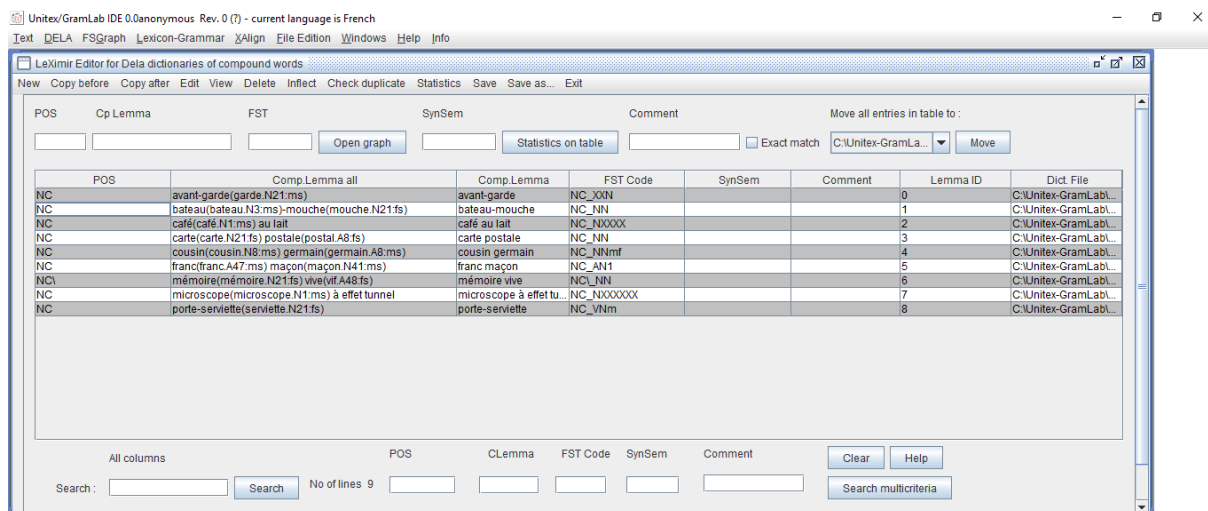 Unitex/GramLab IDE 0.0anonymous Rev. 0 (?) - current language is French
Text DELA FSGraph Lexicon-Grammar XAlign File Edition Windows Help Info
LeXimir Editor for Dela dictionaries of compound words
New Copy before Copy after Edit View Delete Inflect Check duplicate Statistics Save Save as... Exit
POS Cp Lemma FST SynSem Comment Move all entries in table to :
Open graph Statistics on table Exact match C:\Unitex-GramLa... Move
POS Comp.Lemma all Comp.Lemma FST Code SynSem Comment Lemma ID Dict. File
NC avant-garde(garde.N21:ms) avant-garde NC_XXN 0 C:\Unitex-GramLab\...
NC bateau(bateau.N3:ms)-mouche(mouche.N21:fs) bateau-mouche NC_NN 1 C:\Unitex-GramLab\...
NC café(café.N1:ms) au lait café au lait NC_NXXXX 2 C:\Unitex-GramLab\...
NC carte(carte.N21:fs) postale(postal.A8:fs) carte postale NC_NN 3 C:\Unitex-GramLab\...
NC cousin(cousin.N8:ms) germain(germain.A8:ms) cousin germain NC_NNmf 4 C:\Unitex-GramLab\...
NC franc(franc.A47:ms) maçon(maçon.N41:ms) franc maçon NC_AN1 5 C:\Unitex-GramLab\...
NC\ mémoire(mémoire.N21:fs) vive(vif.A48:fs) mémoire vive NC\_NN 6 C:\Unitex-GramLab\...
NC microscope(microscope.N1:ms) à effet tunnel microscope à effet tu... NC_NXXXXXX 7 C:\Unitex-GramLab\...
NC porte-serviette(serviette.N21:fs) porte-serviette NC_VNm 8 C:\Unitex-GramLab\...
All columns POS CLemma FST Code SynSem Comment Clear Help
Search : Search No of lines 9 Search multicriteria